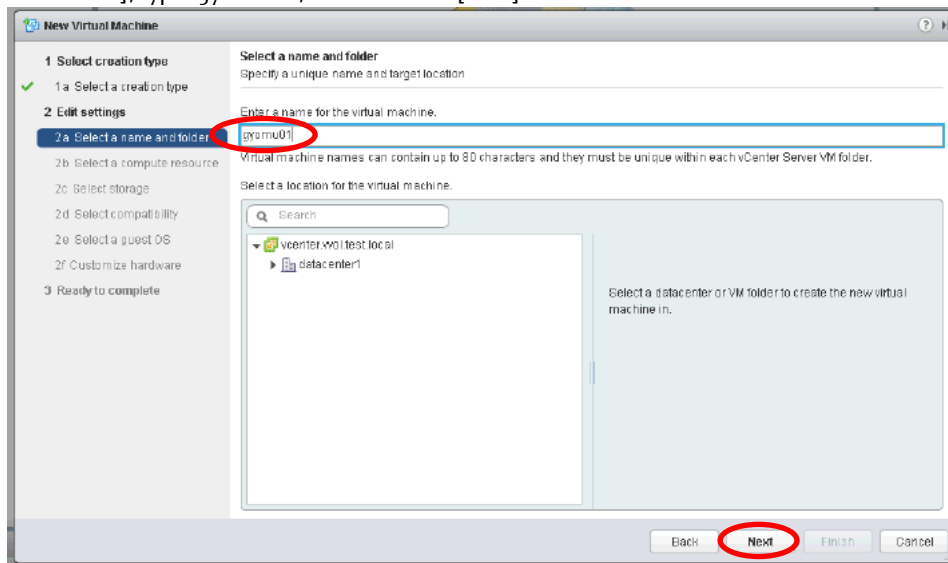 New Virtual Machine
1 Select creation type
1a Select a creation type
2 Edit settings
2a Select a name and folder
2b Select a compute resource
2c Select storage
2d Select compatibility
2e Select a guest OS
2f Customize hardware
3 Ready to complete
Select a name and folder
Specify a unique name and target location
Enter a name for the virtual machine.
gyomu01
Virtual machine names can contain up to 80 characters and they must be unique within each vCenter Server VM folder.
Select a location for the virtual machine.
Search
datacenter1
Select a datacenter or VM folder to create the new virtual
machine in.
Back Next Finish Cancel